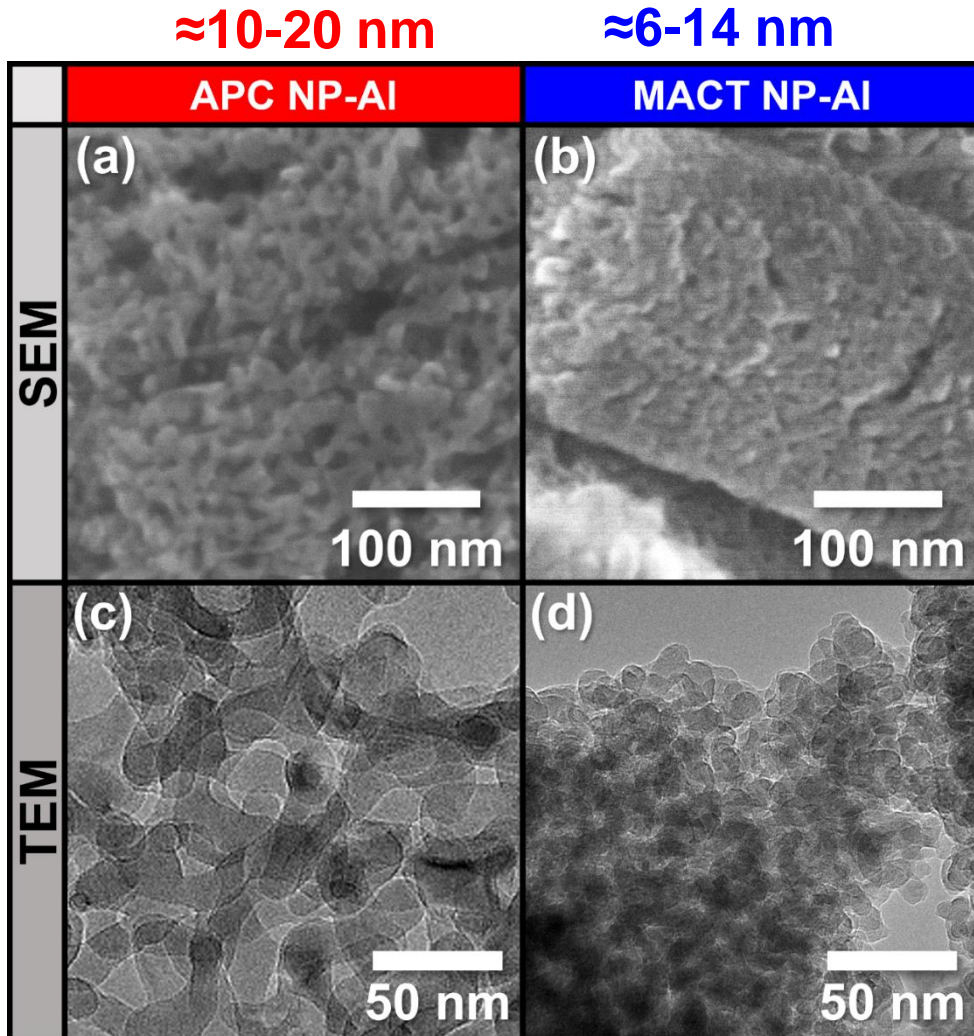 ≈10-20 nm
≈6-14 nm
APC NP-Al
MACT NP-Al
SEM
(a)
100 nm
(b)
100 nm
TEM
(c)
50 nm
(d)
50 nm